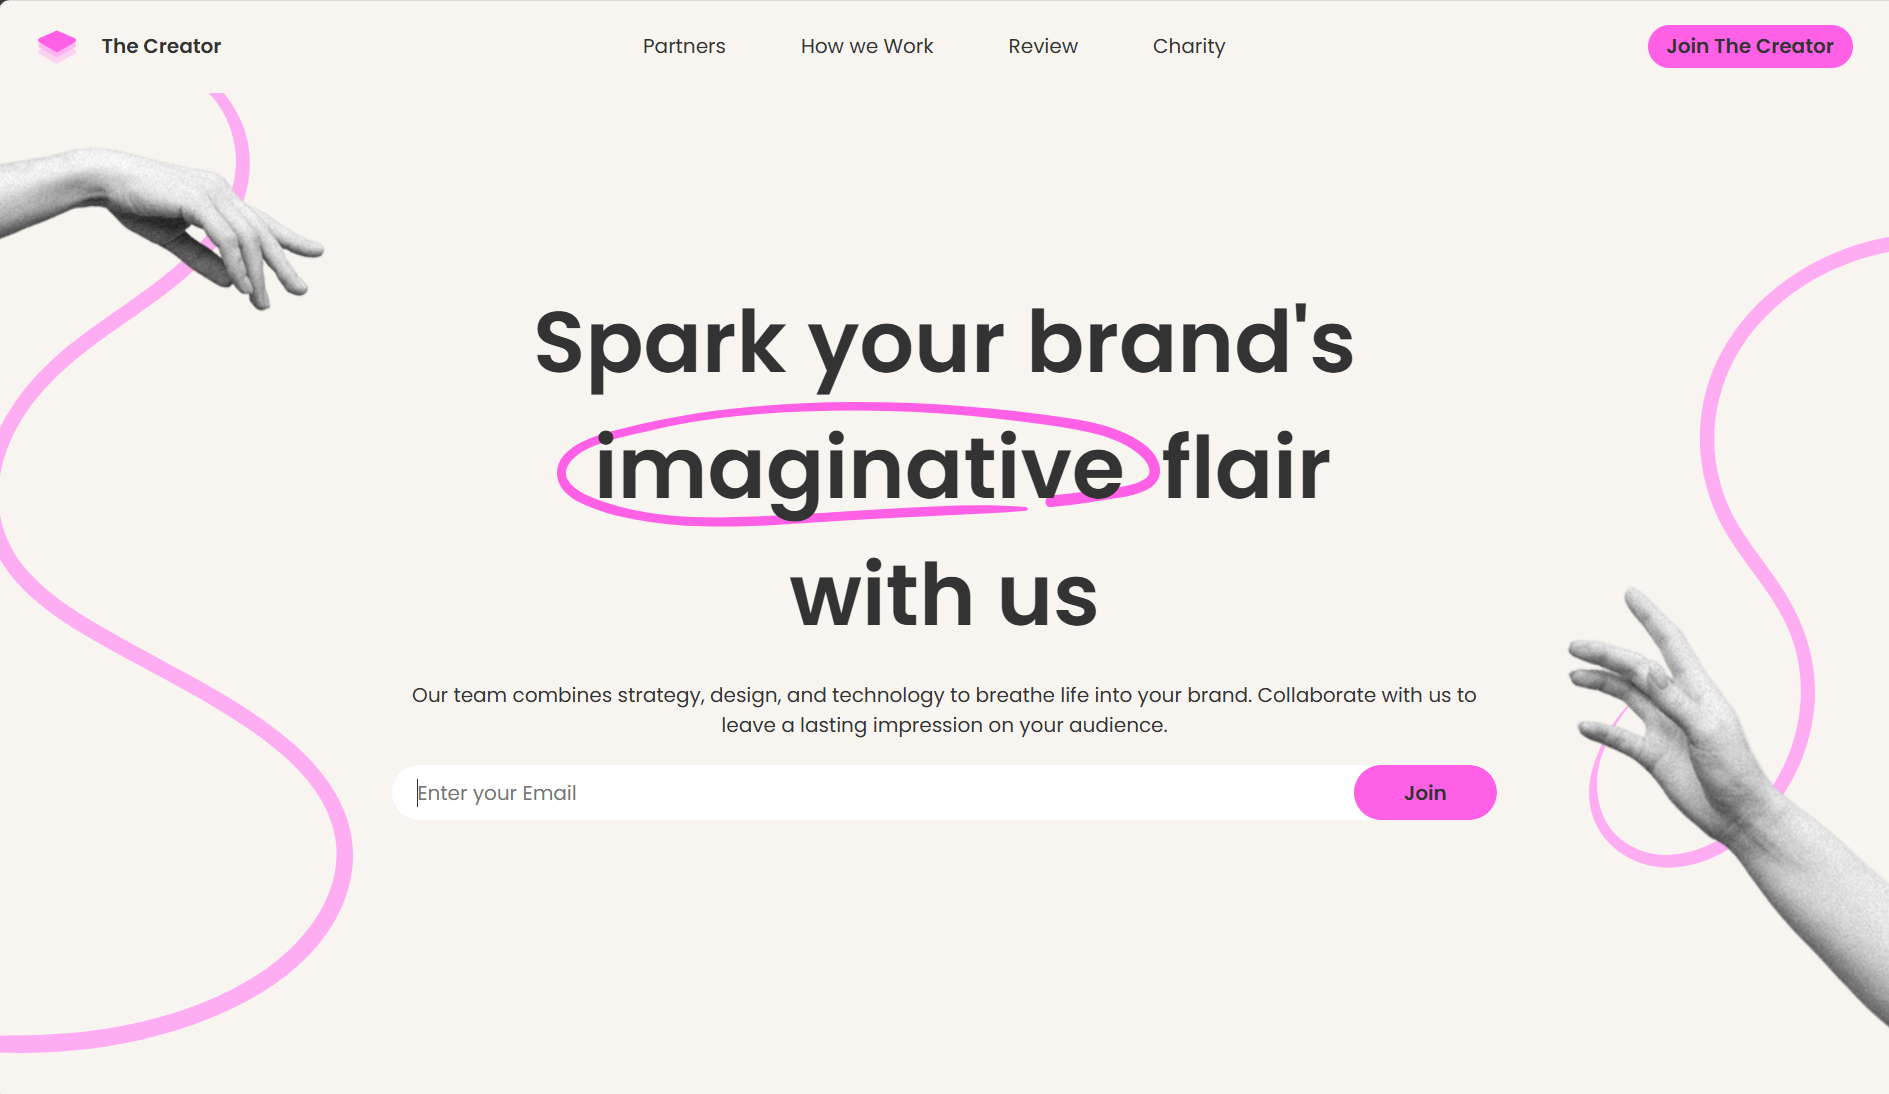 The Creator
Partners
How we Work
Review
Charity
Join The Creator
Spark your brand's
imaginative flair
with us
Our team combines strategy, design, and technology to breathe life into your brand. Collaborate with us to
leave a lasting impression on your audience.
Enter your Email
Join